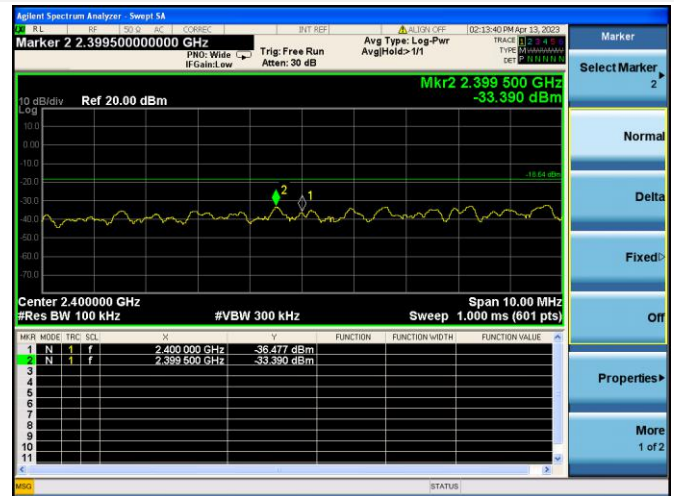 Agilent Spectrum Analyzer - Swept SA
RL RF 50 Ω AC CORREC INT REF ALIGN OFF 02:13:40 PM Apr 13, 2023
Marker 2 2.399500000000 GHz
PNO: Wide
IFGain:Low
Trig: Free Run
Atten: 30 dB
Avg Type: Log-Pwr
Avg|Hold>1/1
TRACE 1 2 3 4 5 6
TYPE M
DET P N N N N N
Mkr2 2.399 500 GHz
-33.390 dBm
10 dB/div Ref 20.00 dBm
Log
10.0
0.00
-10.0
-18.64 dBm
-20.0
-30.0
2
1
-40.0
-50.0
-60.0
-70.0
Center 2.400000 GHz Span 10.00 MHz
#Res BW 100 kHz #VBW 300 kHz Sweep 1.000 ms (601 pts)
MKR MODE TRC SCL X Y FUNCTION FUNCTION WIDTH FUNCTION VALUE
1 N 1 f 2.400 000 GHz -36.477 dBm
2 N 1 f 2.399 500 GHz -33.390 dBm
3
4
5
6
7
8
9
10
11
MSG STATUS
Marker
Select Marker
2
Normal
Delta
Fixed
Off
Properties
More
1 of 2